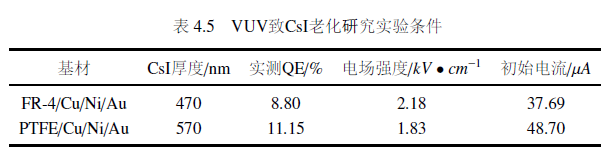 表 4.5 VUV致CsI老化研究实验条件
基材 CsI厚度/nm 实测QE/% 电场强度/kV • cm⁻¹ 初始电流/μA
FR-4/Cu/Ni/Au 470 8.80 2.18 37.69
PTFE/Cu/Ni/Au 570 11.15 1.83 48.70